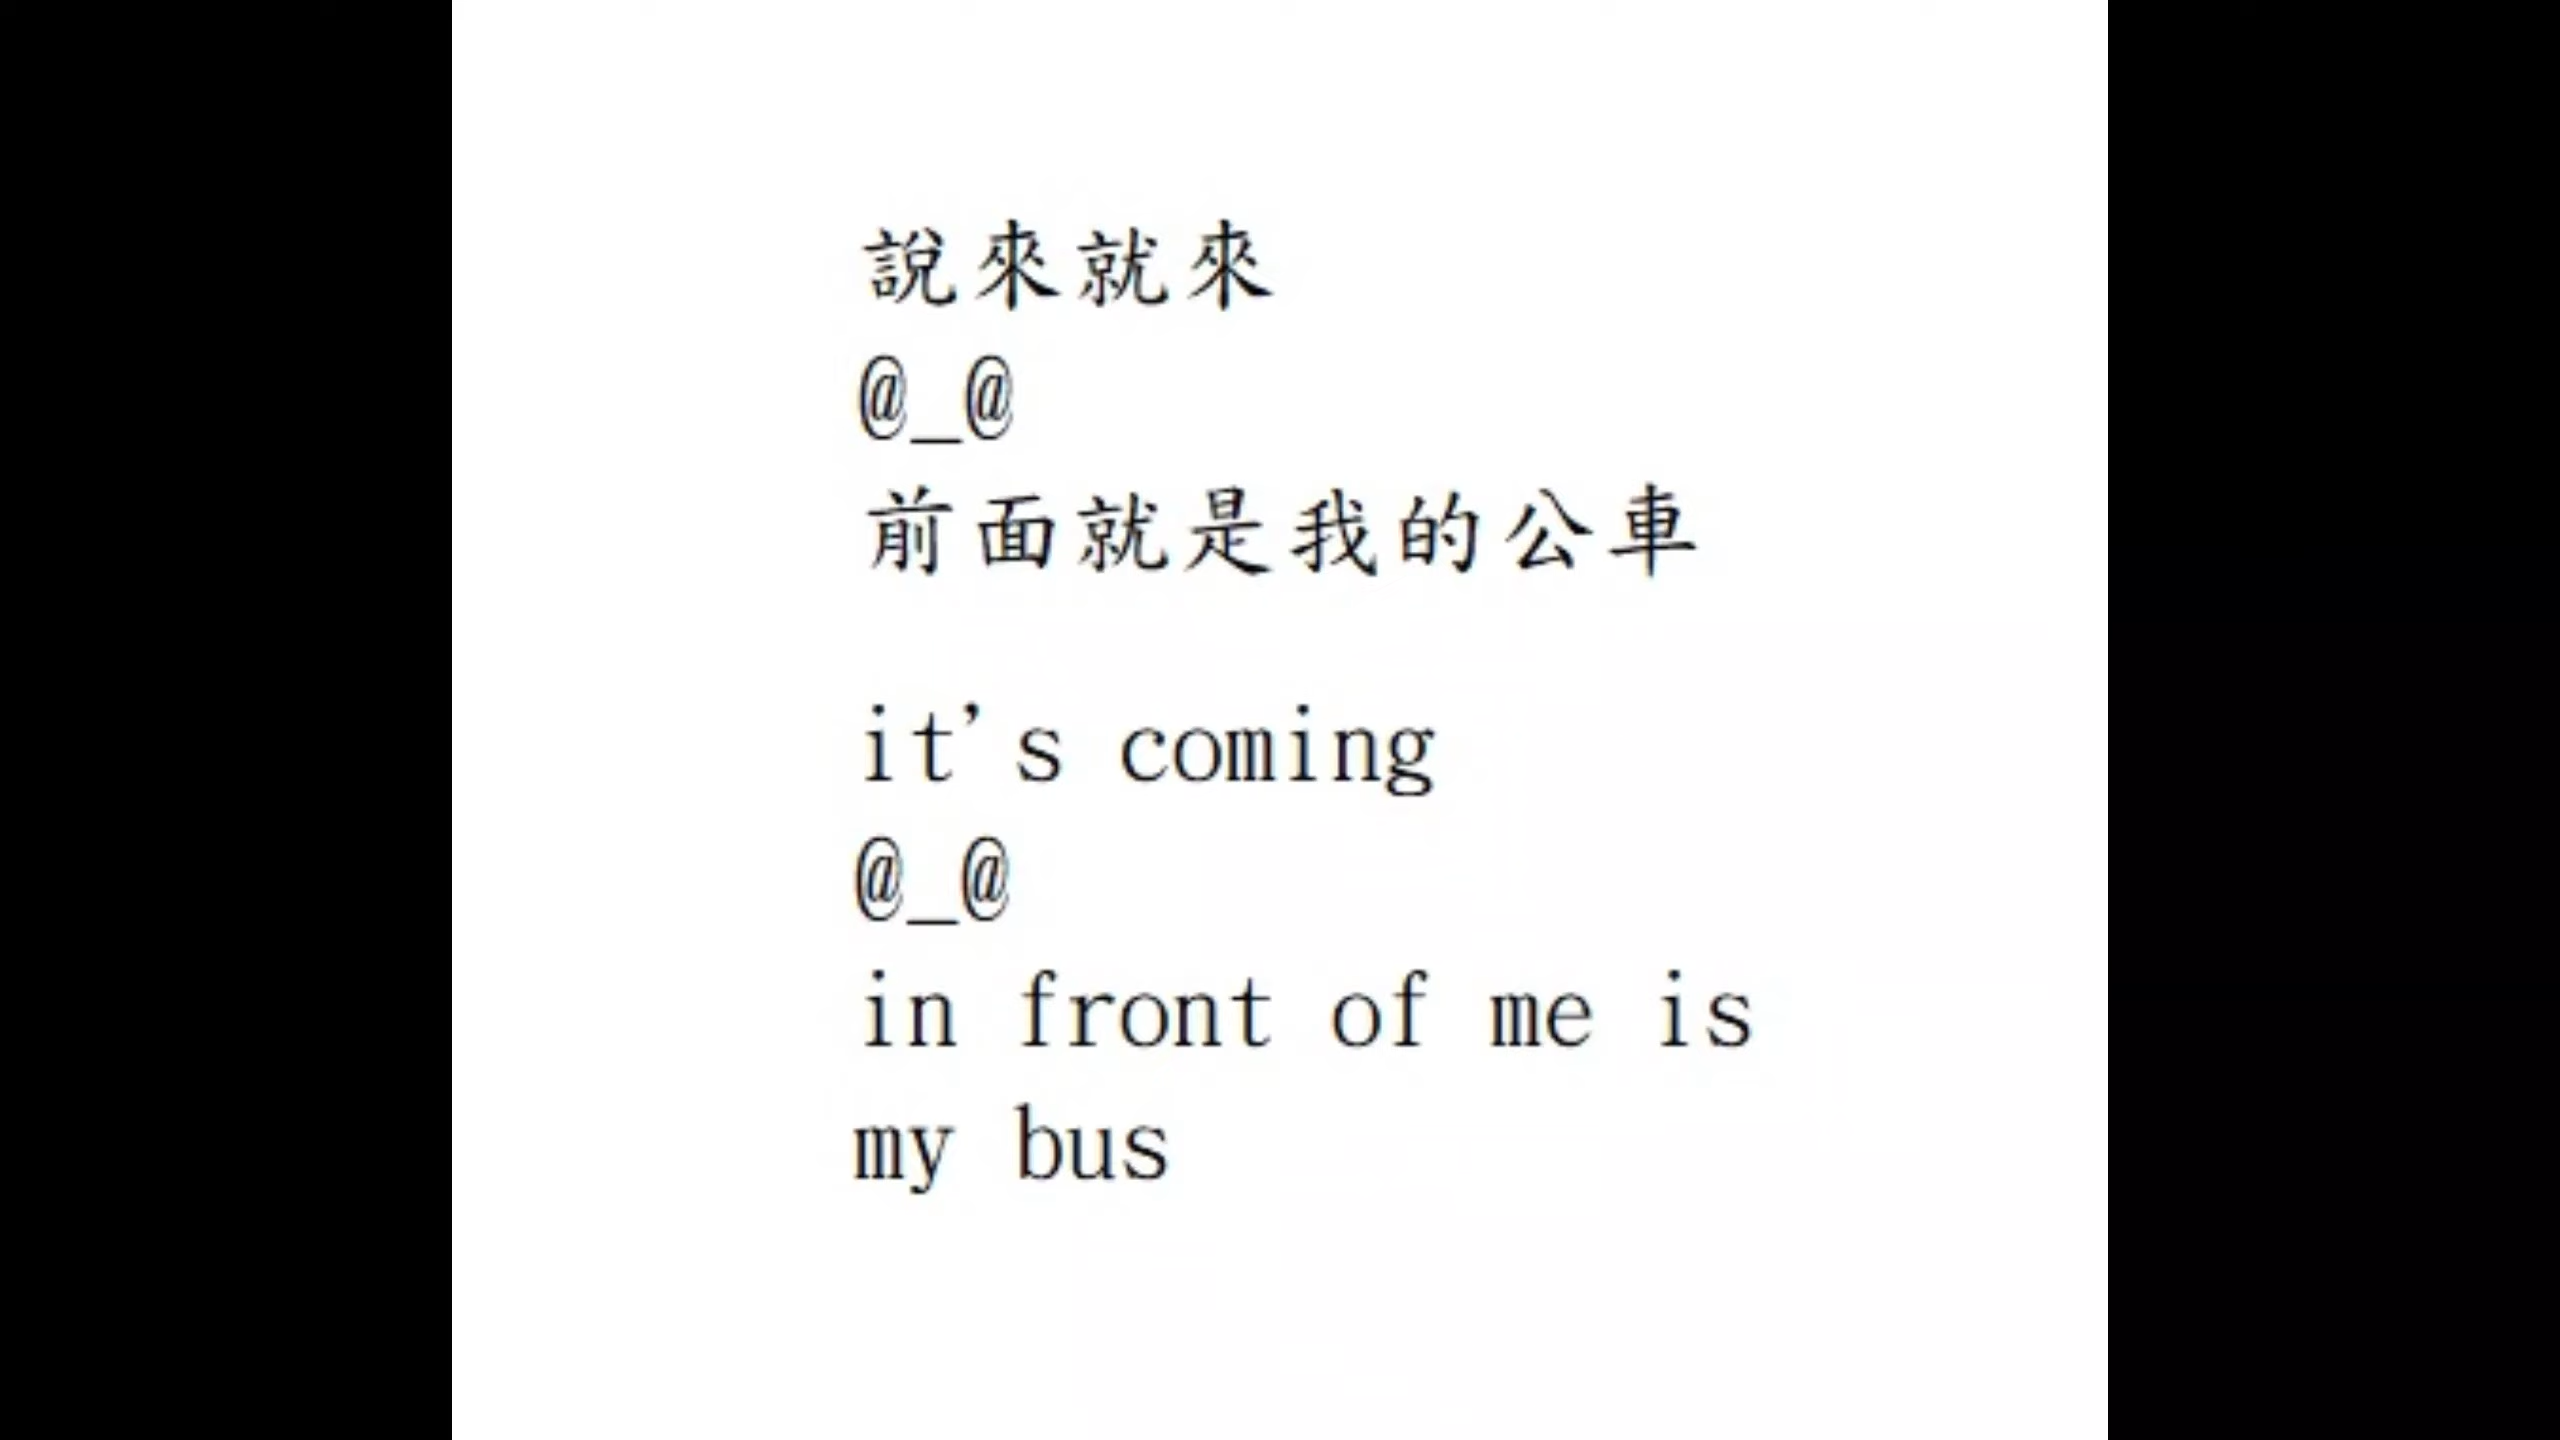 說來就來
@_@
前面就是我的公車
it's coming
@_@
in front of me is
my bus